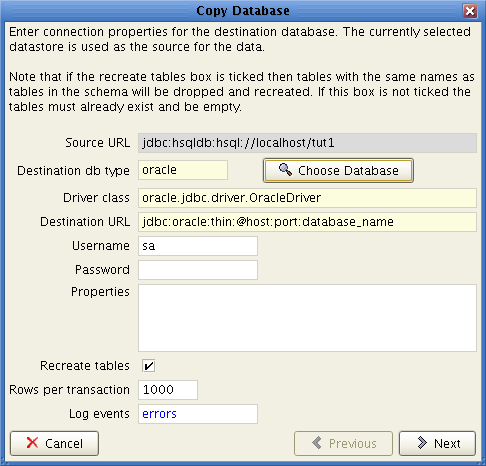 Copy Database
Enter connection properties for the destination database. The currently selected
datastore is used as the source for the data.
Note that if the recreate tables box is ticked then tables with the same names as
tables in the schema will be dropped and recreated. If this box is not ticked the
tables must already exist and be empty.
Source URL jdbc:hsqldb:hsql://localhost/tut1
Destination db type oracle Choose Database
Driver class oracle.jdbc.driver.OracleDriver
Destination URL jdbc:oracle:thin:@host:port:database_name
Username sa
Password
Properties
Recreate tables
Rows per transaction 1000
Log events errors
Cancel Previous Next